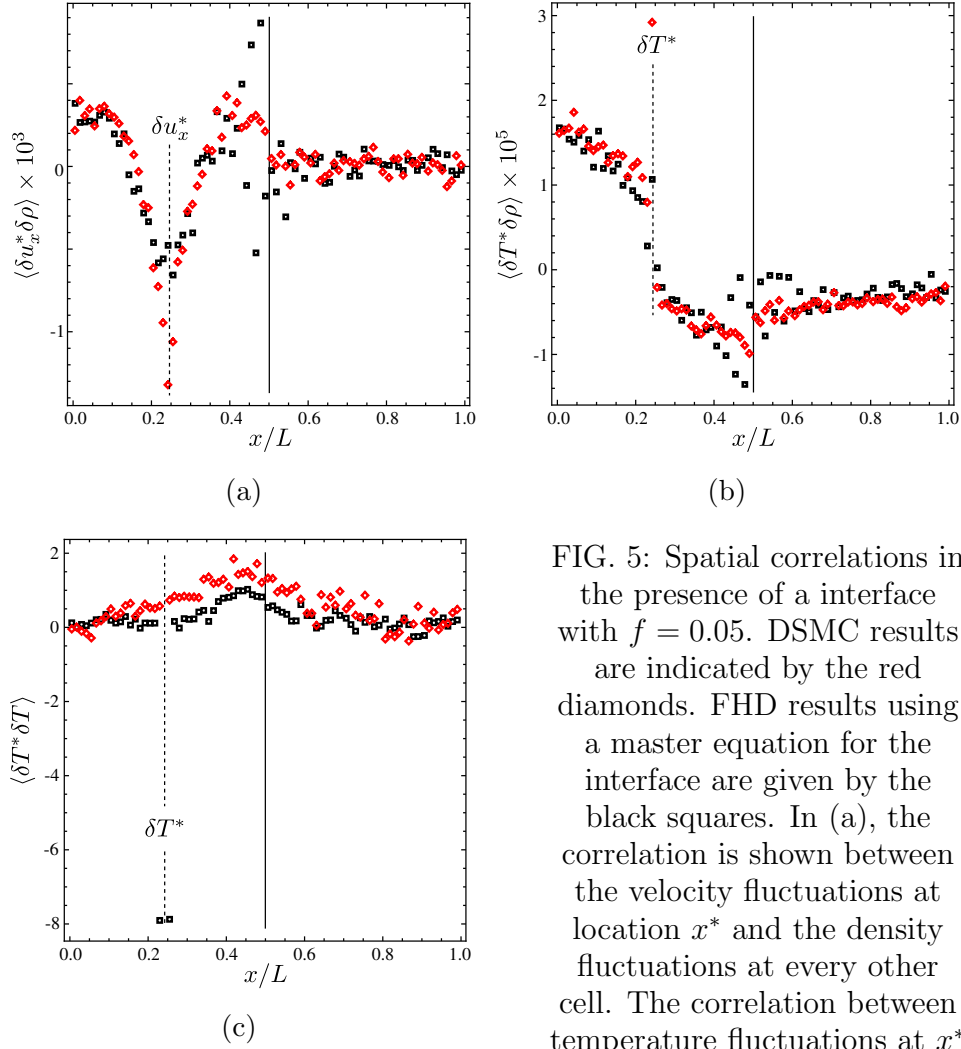 ⟨δu*ₓδρ⟩ × 10³
0
-1
δu*ₓ
0.0 0.2 0.4 0.6 0.8 1.0
x/L
(a)
⟨δT*δρ⟩ × 10⁵
3
2
1
0
-1
δT*
0.0 0.2 0.4 0.6 0.8 1.0
x/L
(b)
⟨δT*δT⟩
2
0
-2
-4
-6
-8
δT*
0.0 0.2 0.4 0.6 0.8 1.0
x/L
(c)
FIG. 5: Spatial correlations in
the presence of a interface
with f = 0.05. DSMC results
are indicated by the red
diamonds. FHD results using
a master equation for the
interface are given by the
black squares. In (a), the
correlation is shown between
the velocity fluctuations at
location x* and the density
fluctuations at every other
cell. The correlation between
temperature fluctuations at x*